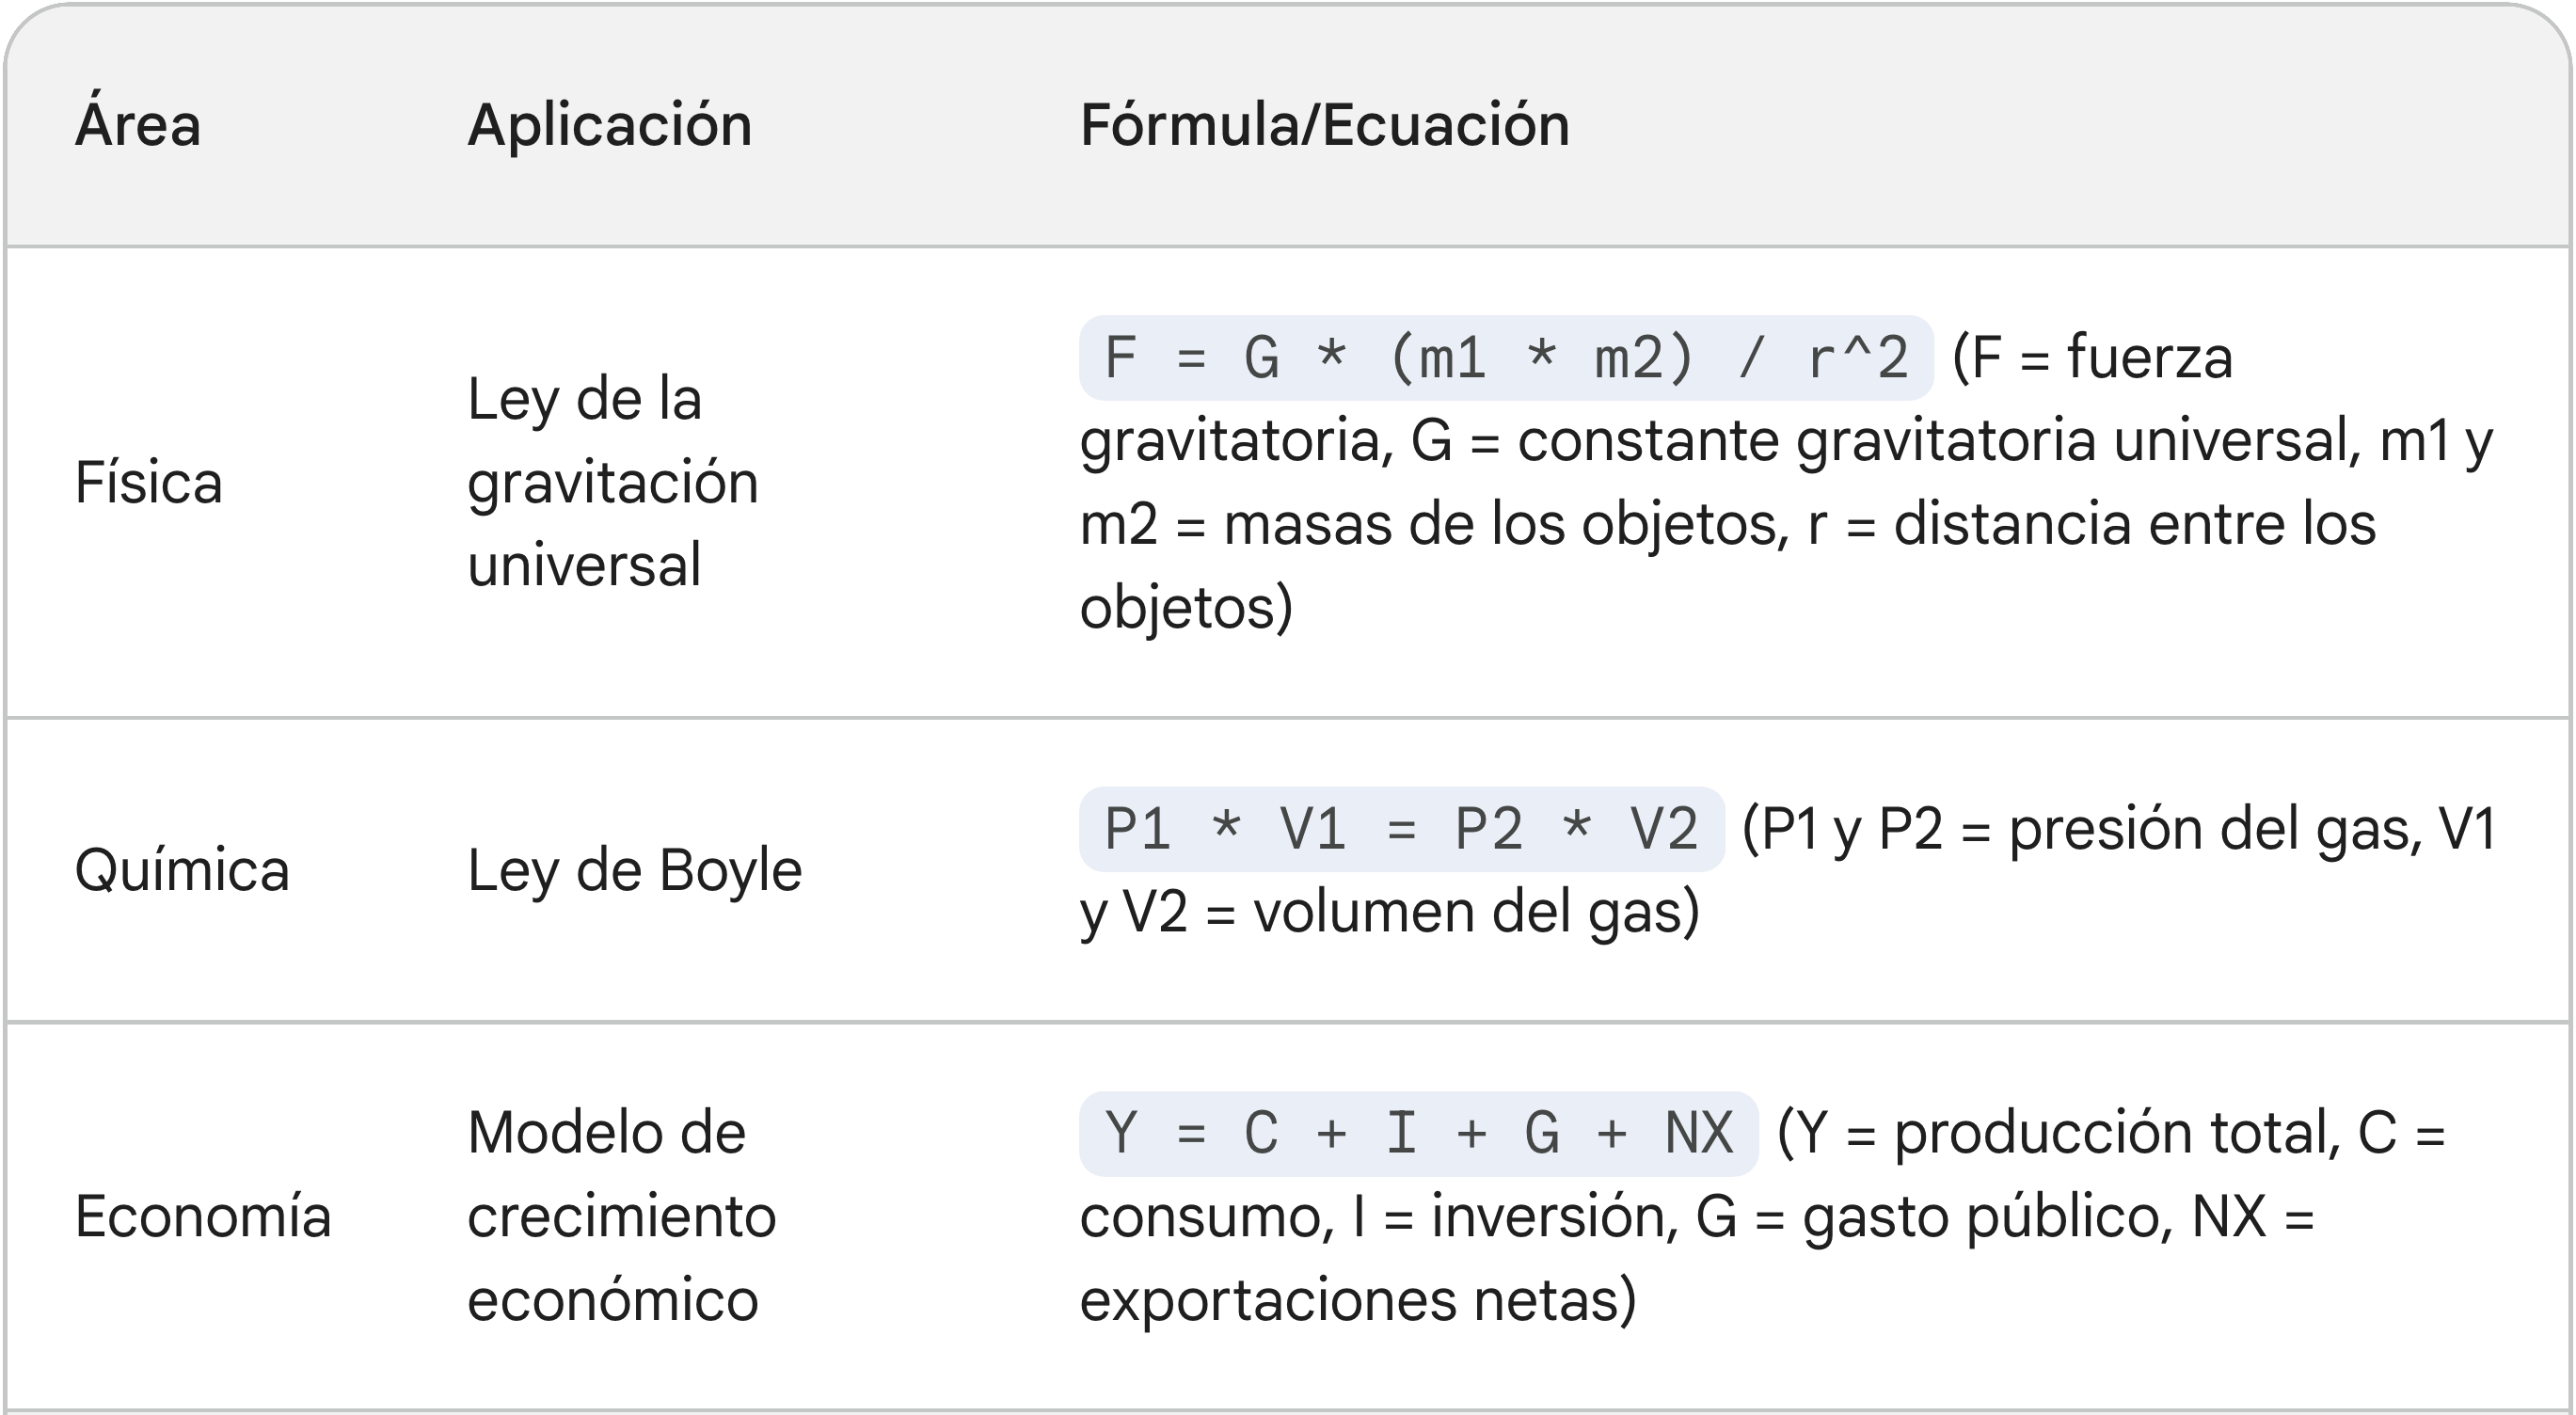 Área Aplicación Fórmula/Ecuación
Física
Ley de la
gravitación
universal
F = G * (m1 * m2) / r^2 (F = fuerza
gravitatoria, G = constante gravitatoria universal, m1 y
m2 = masas de los objetos, r = distancia entre los
objetos)
Química
Ley de Boyle
P1 * V1 = P2 * V2 (P1 y P2 = presión del gas, V1
y V2 = volumen del gas)
Economía
Modelo de
crecimiento
económico
Y = C + I + G + NX (Y = producción total, C =
consumo, I = inversión, G = gasto público, NX =
exportaciones netas)